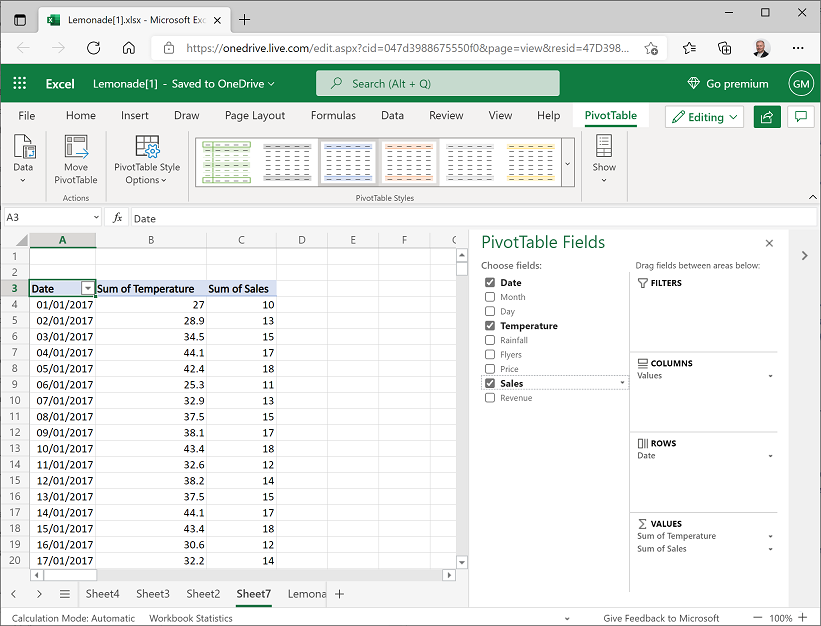 Lemonade[1].xlsx - Microsoft Exc
https://onedrive.live.com/edit.aspx?cid=047d3988675550f0&page=view&resid=47D398...
Excel Lemonade[1] - Saved to OneDrive Search (Alt + Q) Go premium GM
File Home Insert Draw Page Layout Formulas Data Review View Help PivotTable Editing
Data
Move
PivotTable
PivotTable Style
Options
Show
Actions
PivotTable Styles
A3 fx Date
A B C D E F
1
2
3 Date Sum of Temperature Sum of Sales
4 01/01/2017 27 10
5 02/01/2017 28.9 13
6 03/01/2017 34.5 15
7 04/01/2017 44.1 17
8 05/01/2017 42.4 18
9 06/01/2017 25.3 11
10 07/01/2017 32.9 13
11 08/01/2017 37.5 15
12 09/01/2017 38.1 17
13 10/01/2017 43.4 18
14 11/01/2017 32.6 12
15 12/01/2017 38.2 14
16 13/01/2017 37.5 15
17 14/01/2017 44.1 17
18 15/01/2017 43.4 18
19 16/01/2017 30.6 12
20 17/01/2017 32.2 14
PivotTable Fields
Choose fields:
Date
Month
Day
Temperature
Rainfall
Flyers
Price
Sales
Revenue
Drag fields between areas below:
FILTERS
COLUMNS
Values
ROWS
Date
VALUES
Sum of Temperature
Sum of Sales
Sheet4 Sheet3 Sheet2 Sheet7 Lemona
Calculation Mode: Automatic Workbook Statistics Give Feedback to Microsoft 100%